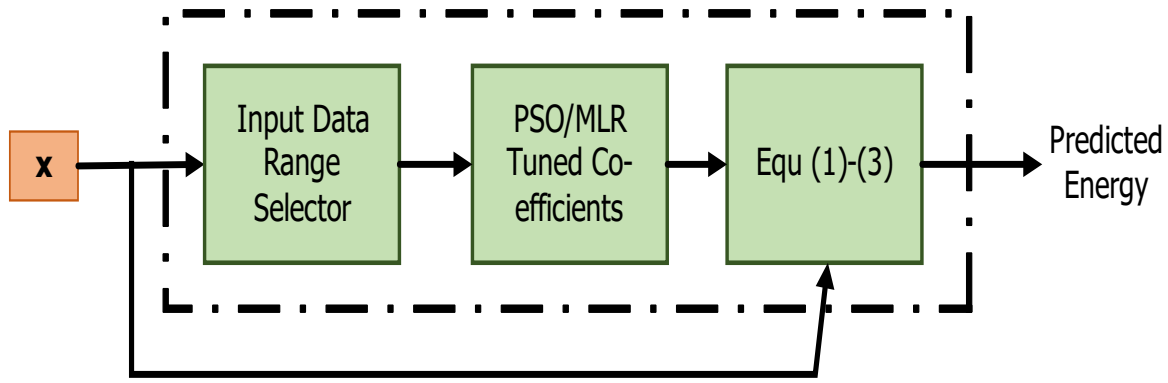 x
Input Data
Range
Selector
PSO/MLR
Tuned Co-
efficients
Equ (1)-(3)
Predicted
Energy